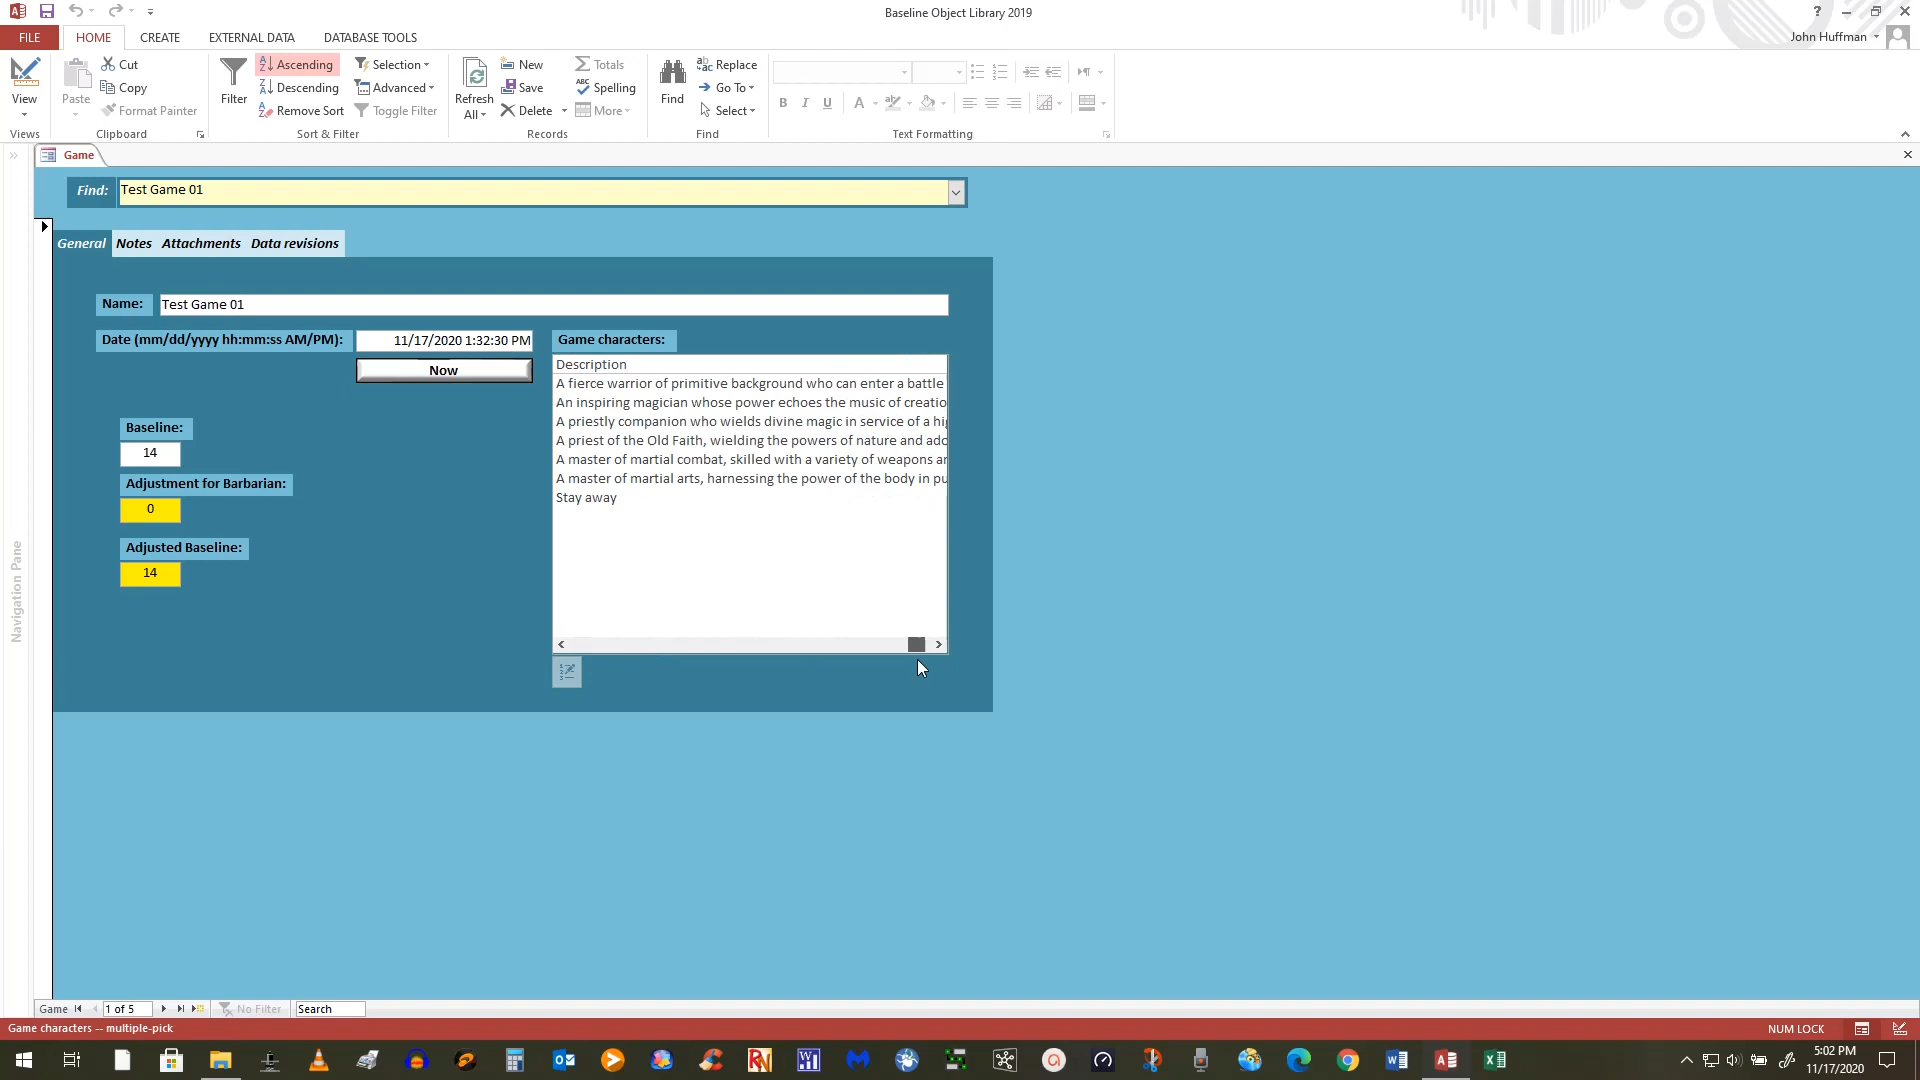 Baseline Object Library 2019
?
FILE
HOME
CREATE
EXTERNAL DATA
DATABASE TOOLS
John Huffman
View
Views
Paste
Cut
Copy
Format Painter
Clipboard
Filter
Ascending
Descending
Remove Sort
Selection
Advanced
Toggle Filter
Sort & Filter
Refresh
All
New
Save
Delete
Totals
Spelling
More
Records
Find
Replace
Go To
Select
Find
B I U A
Text Formatting
Game
Find: Test Game 01
General Notes Attachments Data revisions
Name: Test Game 01
Date (mm/dd/yyyy hh:mm:ss AM/PM): 11/17/2020 1:32:30 PM
Now
Game characters:
Description
A fierce warrior of primitive background who can enter a battle
An inspiring magician whose power echoes the music of creatio
A priestly companion who wields divine magic in service of a hi
A priest of the Old Faith, wielding the powers of nature and ado
A master of martial combat, skilled with a variety of weapons ar
A master of martial arts, harnessing the power of the body in pu
Stay away
Baseline:
14
Adjustment for Barbarian:
0
Adjusted Baseline:
14
Navigation Pane
Game 1 of 5 No Filter Search
Game characters -- multiple-pick
NUM LOCK
5:02 PM
11/17/2020